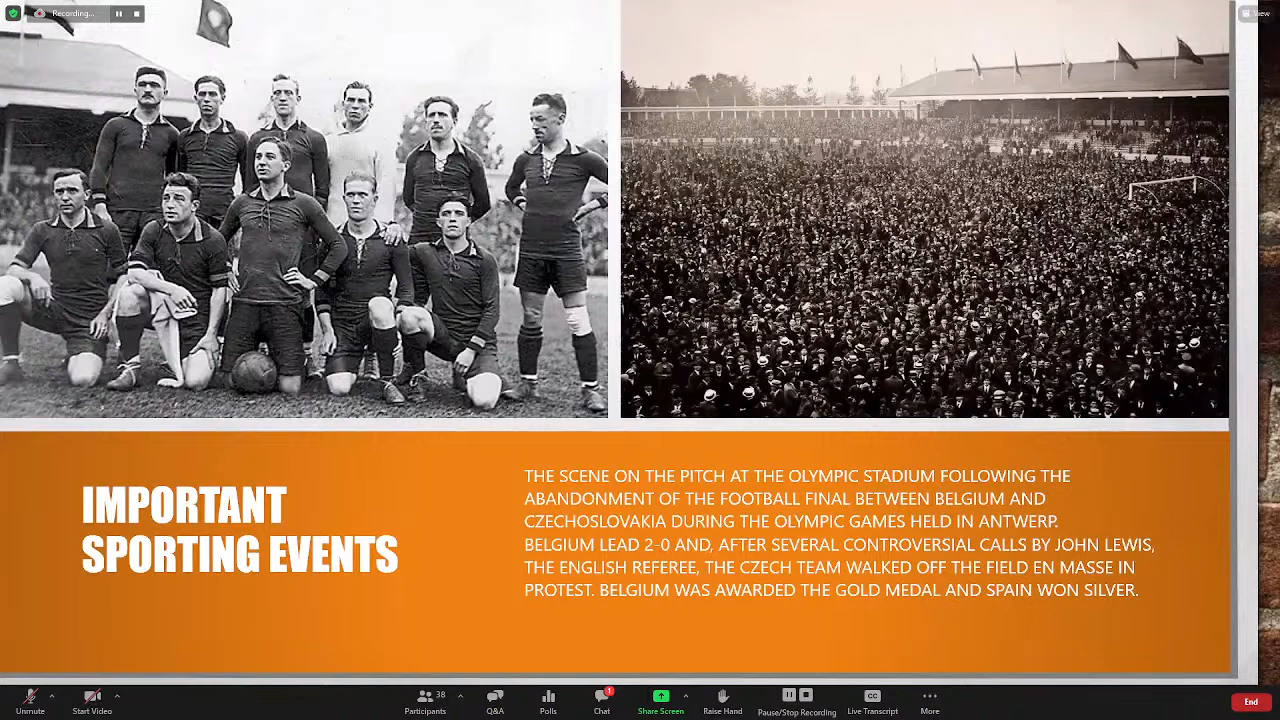 Recording...
View
IMPORTANT
SPORTING EVENTS
THE SCENE ON THE PITCH AT THE OLYMPIC STADIUM FOLLOWING THE
ABANDONMENT OF THE FOOTBALL FINAL BETWEEN BELGIUM AND
CZECHOSLOVAKIA DURING THE OLYMPIC GAMES HELD IN ANTWERP.
BELGIUM LEAD 2-0 AND, AFTER SEVERAL CONTROVERSIAL CALLS BY JOHN LEWIS,
THE ENGLISH REFEREE, THE CZECH TEAM WALKED OFF THE FIELD EN MASSE IN
PROTEST. BELGIUM WAS AWARDED THE GOLD MEDAL AND SPAIN WON SILVER.
Unmute
Start Video
38
Participants
Q&A
Polls
1
Chat
Share Screen
Raise Hand
Pause/Stop Recording
CC
Live Transcript
More
End